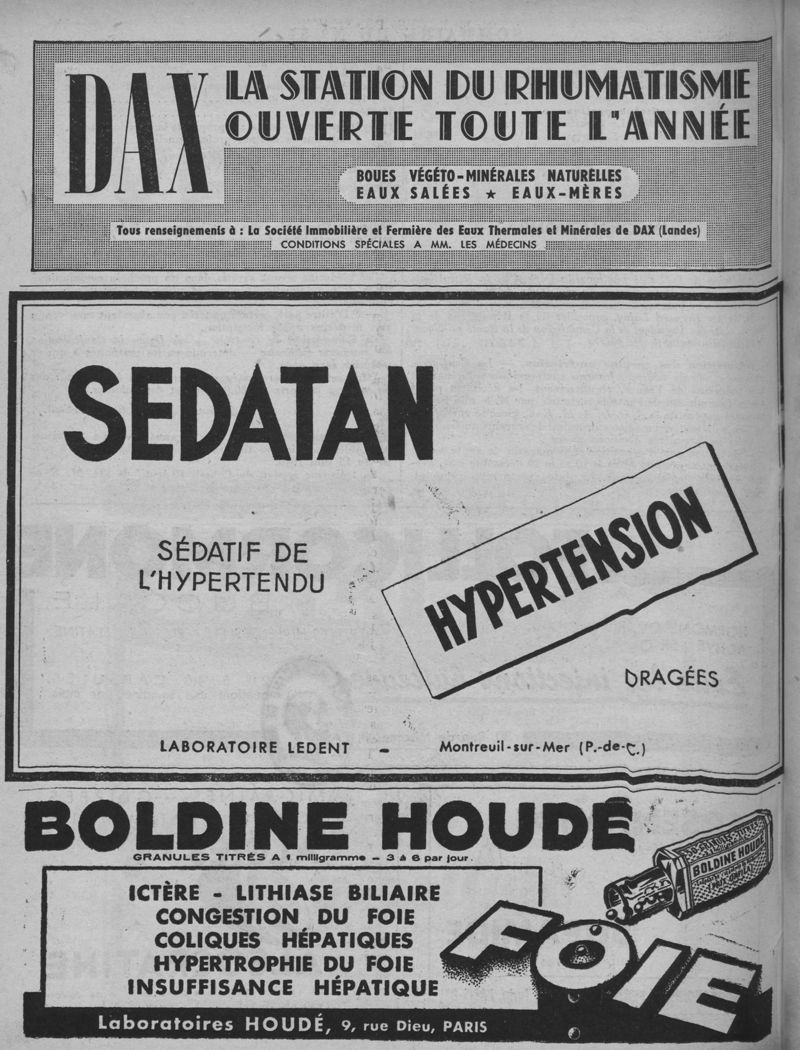 DAX
LA STATION DU RHUMATISME
OUVERTE TOUTE L'ANNÉE
BOUES VÉGÉTO-MINÉRALES NATURELLES
EAUX SALÉES ★ EAUX-MÈRES
Tous renseignements à : La Société Immobilière et Fermière des Eaux Thermales et Minérales de DAX (Landes)
CONDITIONS SPÉCIALES A MM. LES MÉDECINS
SEDATAN
SÉDATIF DE
L'HYPERTENDU
HYPERTENSION
DRAGÉES
LABORATOIRE LEDENT - Montreuil-sur-Mer (P.-de-C.)
BOLDINE HOUDÉ
GRANULES TITRÉS A 1 milligramme - 3 à 6 par jour.
BOLDINE HOUDÉ
ICTÈRE - LITHIASE BILIAIRE
CONGESTION DU FOIE
COLIQUES HÉPATIQUES
HYPERTROPHIE DU FOIE
INSUFFISANCE HÉPATIQUE
FOIE
Laboratoires HOUDÉ, 9, rue Dieu, PARIS